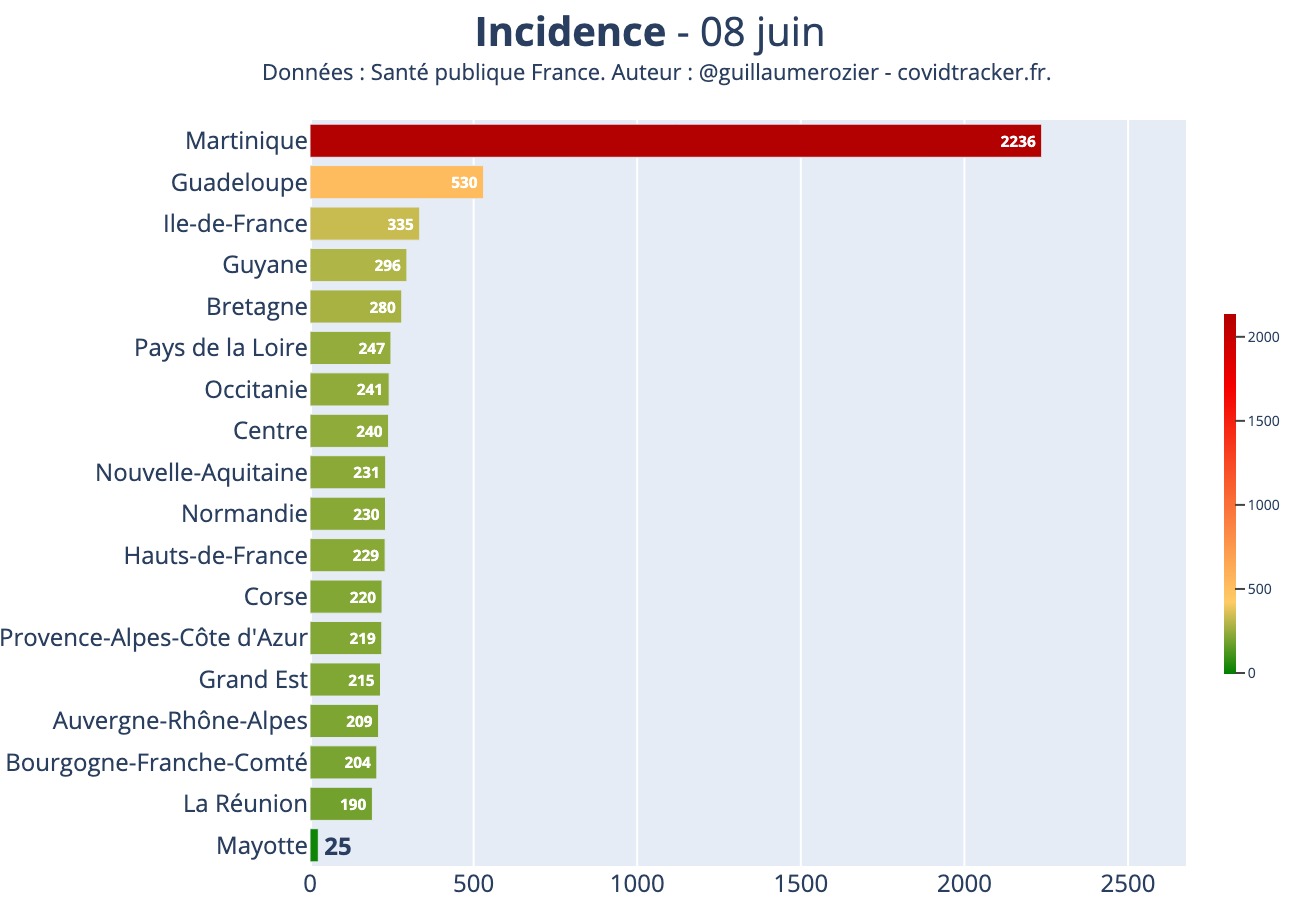 Incidence - 08 juin
Données : Santé publique France. Auteur : @guillaumerozier - covidtracker.fr.
Martinique 2236
Guadeloupe 530
Ile-de-France 335
Guyane 296
Bretagne 280
Pays de la Loire 247
Occitanie 241
Centre 240
Nouvelle-Aquitaine 231
Normandie 230
Hauts-de-France 229
Corse 220
Provence-Alpes-Côte d'Azur 219
Grand Est 215
Auvergne-Rhône-Alpes 209
Bourgogne-Franche-Comté 204
La Réunion 190
Mayotte 25
0 500 1000 1500 2000 2500
2000
1500
1000
500
0